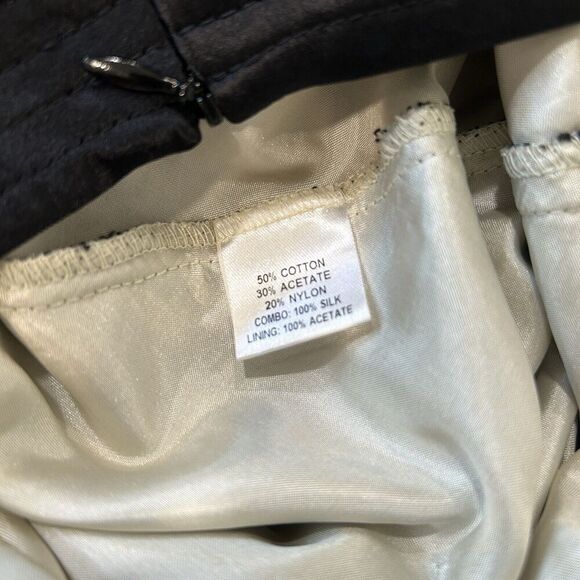 50% COTTON
30% ACETATE
20% NYLON
COMBO: 100% SILK
LINING: 100% ACETATE